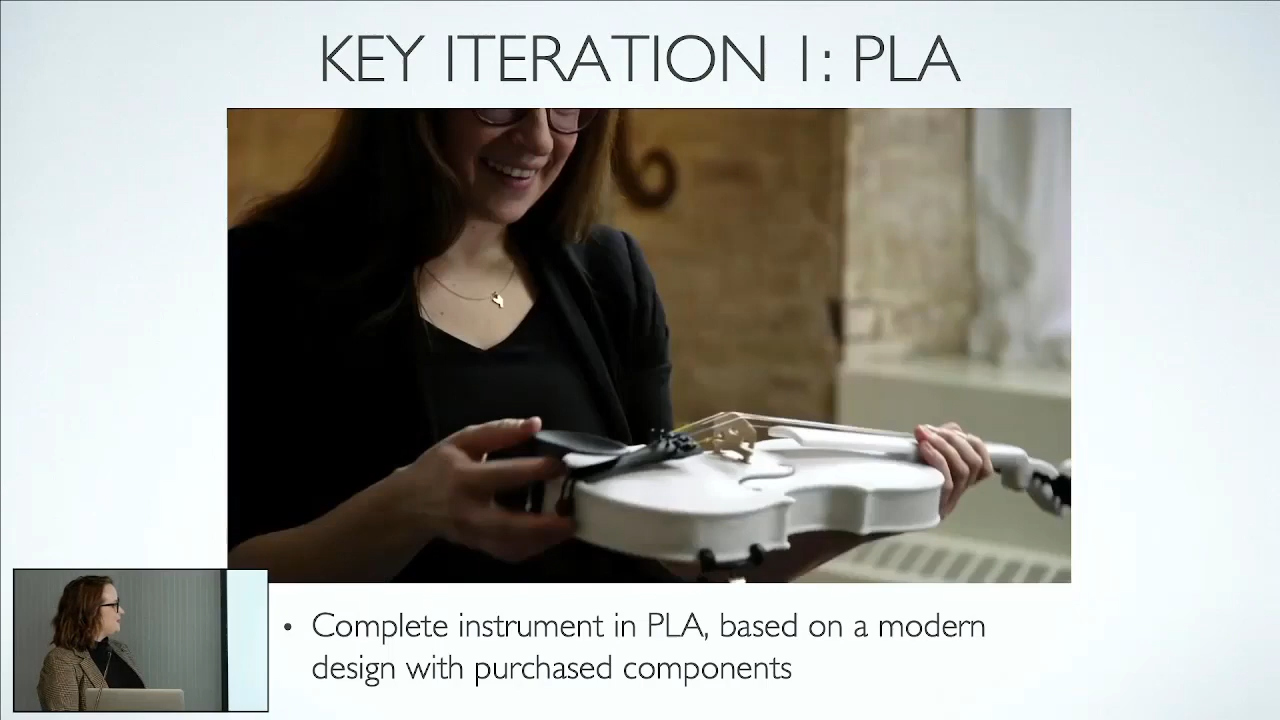 KEY ITERATION 1: PLA
• Complete instrument in PLA, based on a modern
design with purchased components